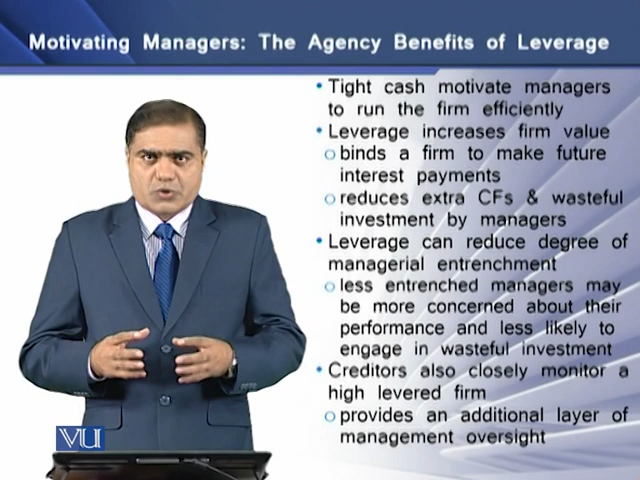 Motivating Managers: The Agency Benefits of Leverage
• Tight cash motivate managers
to run the firm efficiently
• Leverage increases firm value
o binds a firm to make future
interest payments
o reduces extra CFs & wasteful
investment by managers
• Leverage can reduce degree of
managerial entrenchment
o less entrenched managers may
be more concerned about their
performance and less likely to
engage in wasteful investment
• Creditors also closely monitor a
high levered firm
o provides an additional layer of
management oversight
VU